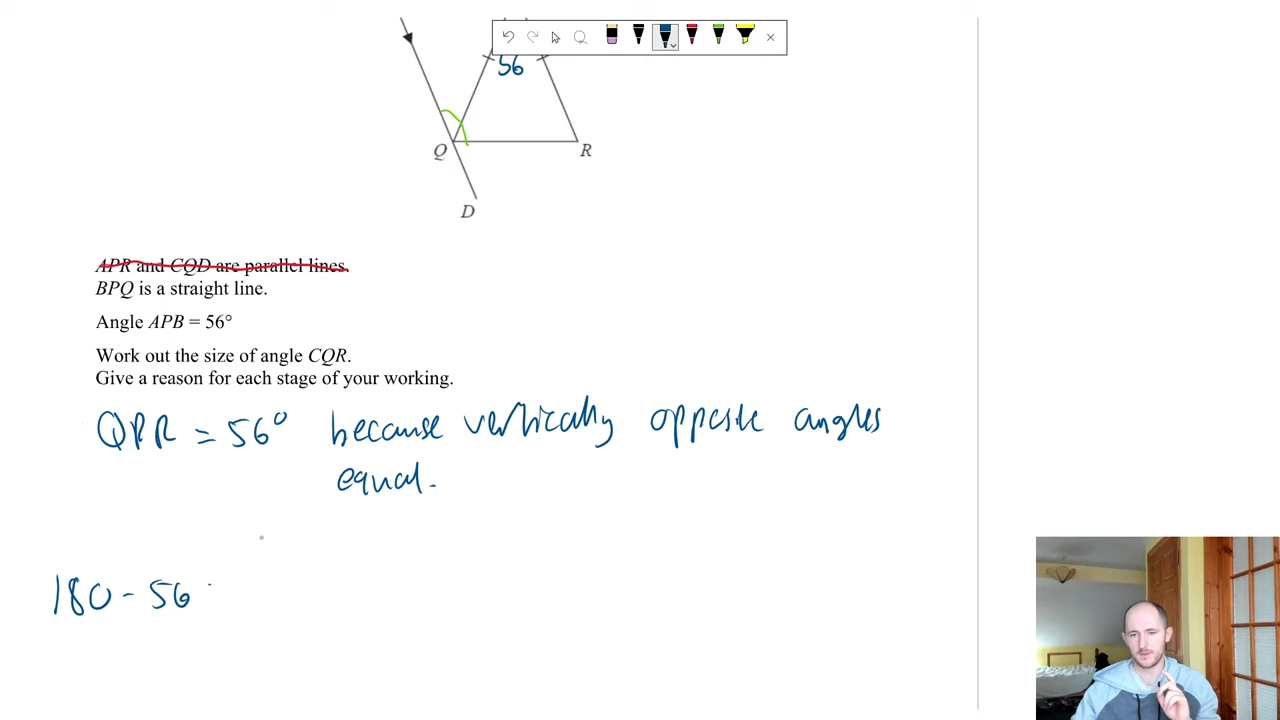 56
Q
R
D
APR and CQD are parallel lines.
BPQ is a straight line.
Angle APB = 56°
Work out the size of angle CQR.
Give a reason for each stage of your working.
QPR = 56° because vertically opposite angles
equal.
180 - 56